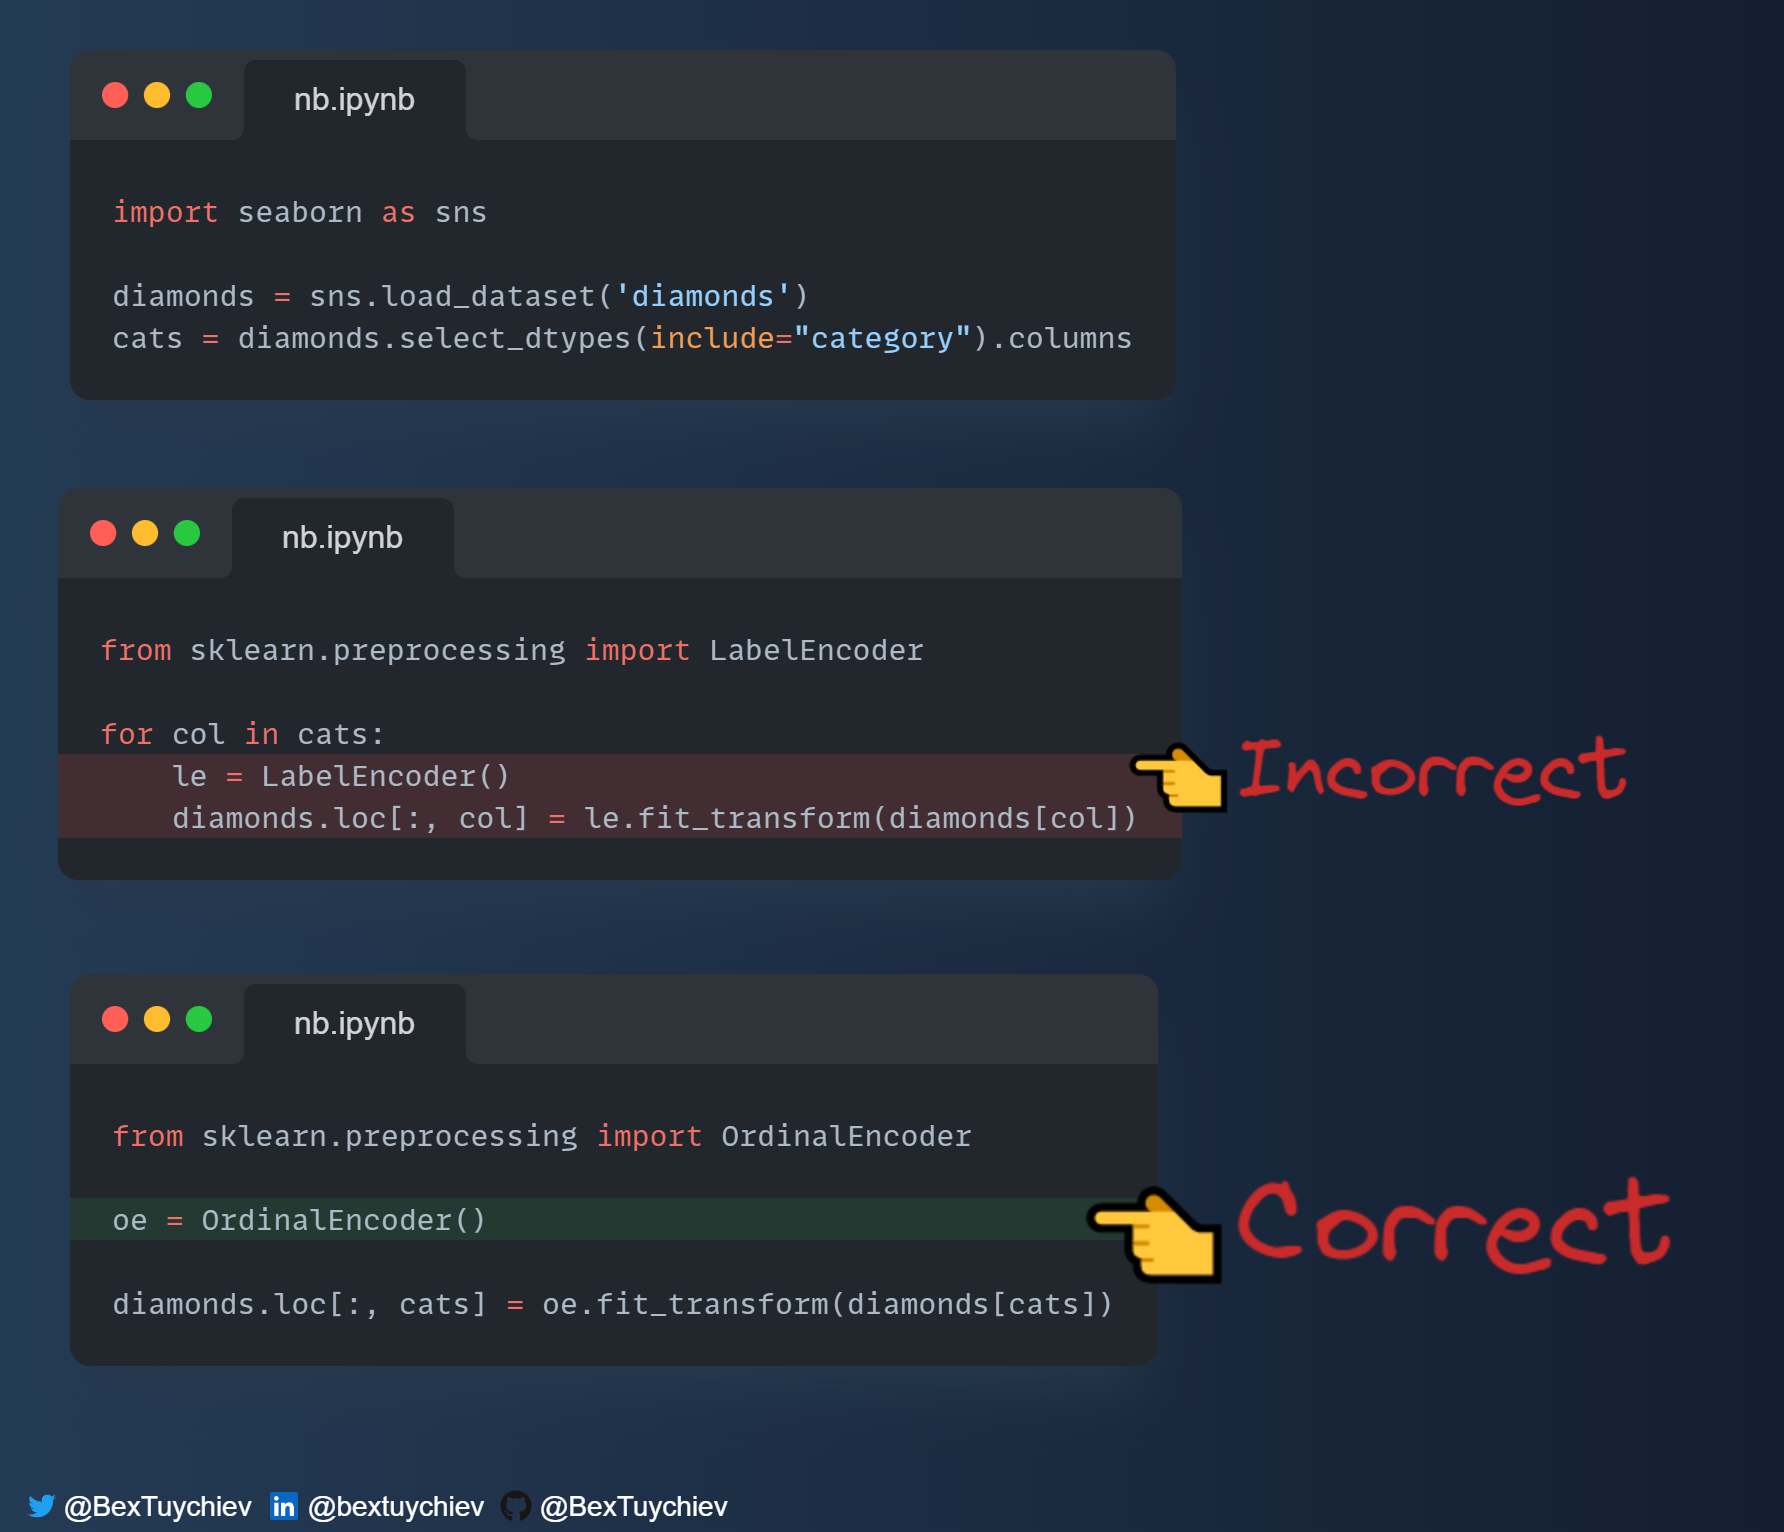 nb.ipynb
import seaborn as sns
diamonds = sns.load_dataset('diamonds')
cats = diamonds.select_dtypes(include="category").columns
nb.ipynb
from sklearn.preprocessing import LabelEncoder
for col in cats:
    le = LabelEncoder()
    diamonds.loc[:, col] = le.fit_transform(diamonds[col])
Incorrect
nb.ipynb
from sklearn.preprocessing import OrdinalEncoder
oe = OrdinalEncoder()
Correct
diamonds.loc[:, cats] = oe.fit_transform(diamonds[cats])
@BexTuychiev in @bextuychiev @BexTuychiev